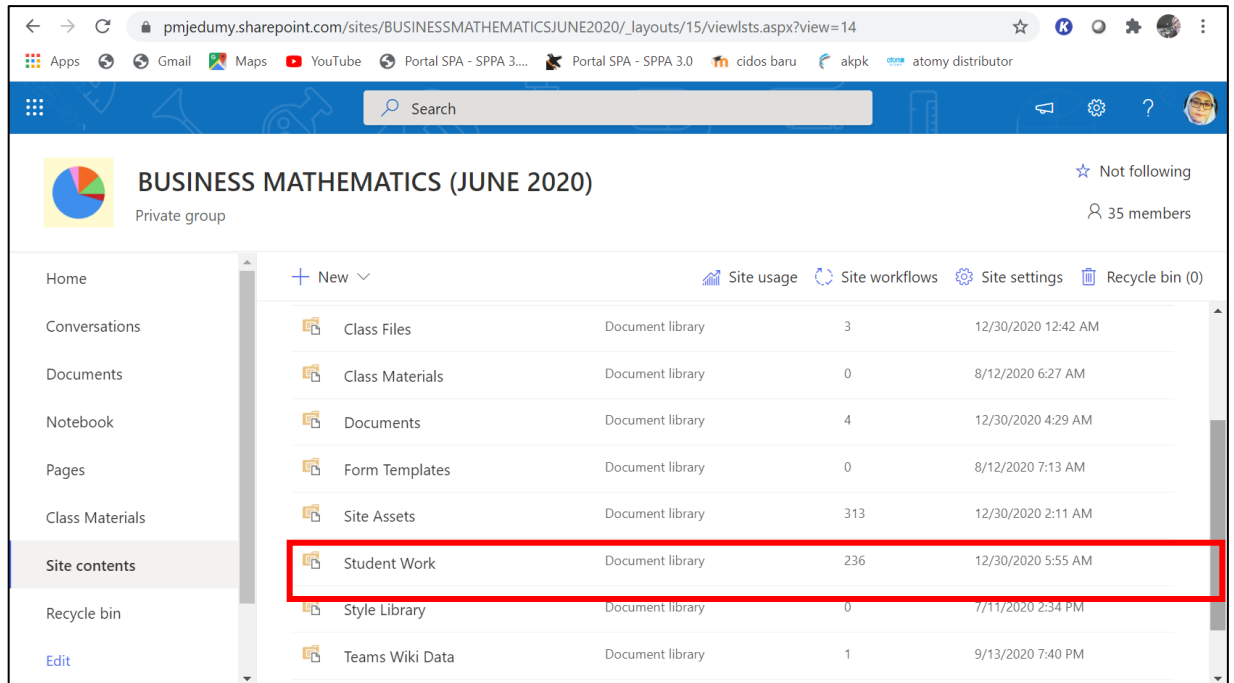 pmjedumy.sharepoint.com/sites/BUSINESSMATHEMATICSJUNE2020/_layouts/15/viewlsts.aspx?view=14
Apps Gmail Maps YouTube Portal SPA - SPPA 3.... Portal SPA - SPPA 3.0 cidos baru akpk atomy distributor
Search
BUSINESS MATHEMATICS (JUNE 2020)
Private group
Not following
35 members
Home
Conversations
Documents
Notebook
Pages
Class Materials
Site contents
Recycle bin
Edit
New Site usage Site workflows Site settings Recycle bin (0)
Class Files Document library 3 12/30/2020 12:42 AM
Class Materials Document library 0 8/12/2020 6:27 AM
Documents Document library 4 12/30/2020 4:29 AM
Form Templates Document library 0 8/12/2020 7:13 AM
Site Assets Document library 313 12/30/2020 2:11 AM
Student Work Document library 236 12/30/2020 5:55 AM
Style Library Document library 0 7/11/2020 2:34 PM
Teams Wiki Data Document library 1 9/13/2020 7:40 PM